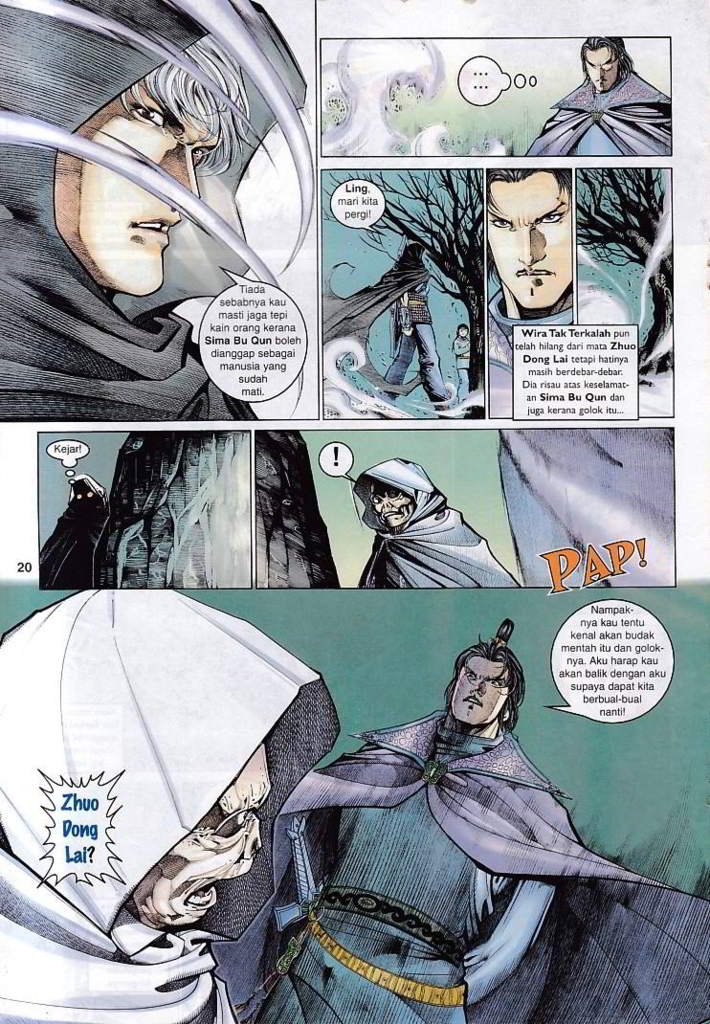 Tiada
sebabnya kau
masti jaga tepi
kain orang kerana
Sima Bu Qun boleh
dianggap sebagai
manusia yang
sudah
mati.
...
...
Ling,
mari kita
pergi!
Wira Tak Terkalah pun
telah hilang dari mata Zhuo
Dong Lai tetapi hatinya
masih berdebar-debar.
Dia risau atas keselamat-
an Sima Bu Qun dan
juga kerana golok itu...
Kejar!
!
PAP!
20
Nampak-
nya kau tentu
kenal akan budak
mentah itu dan golok-
nya. Aku harap kau
akan balik dengan aku
supaya dapat kita
berbual-bual
nanti!
Zhuo
Dong
Lai?